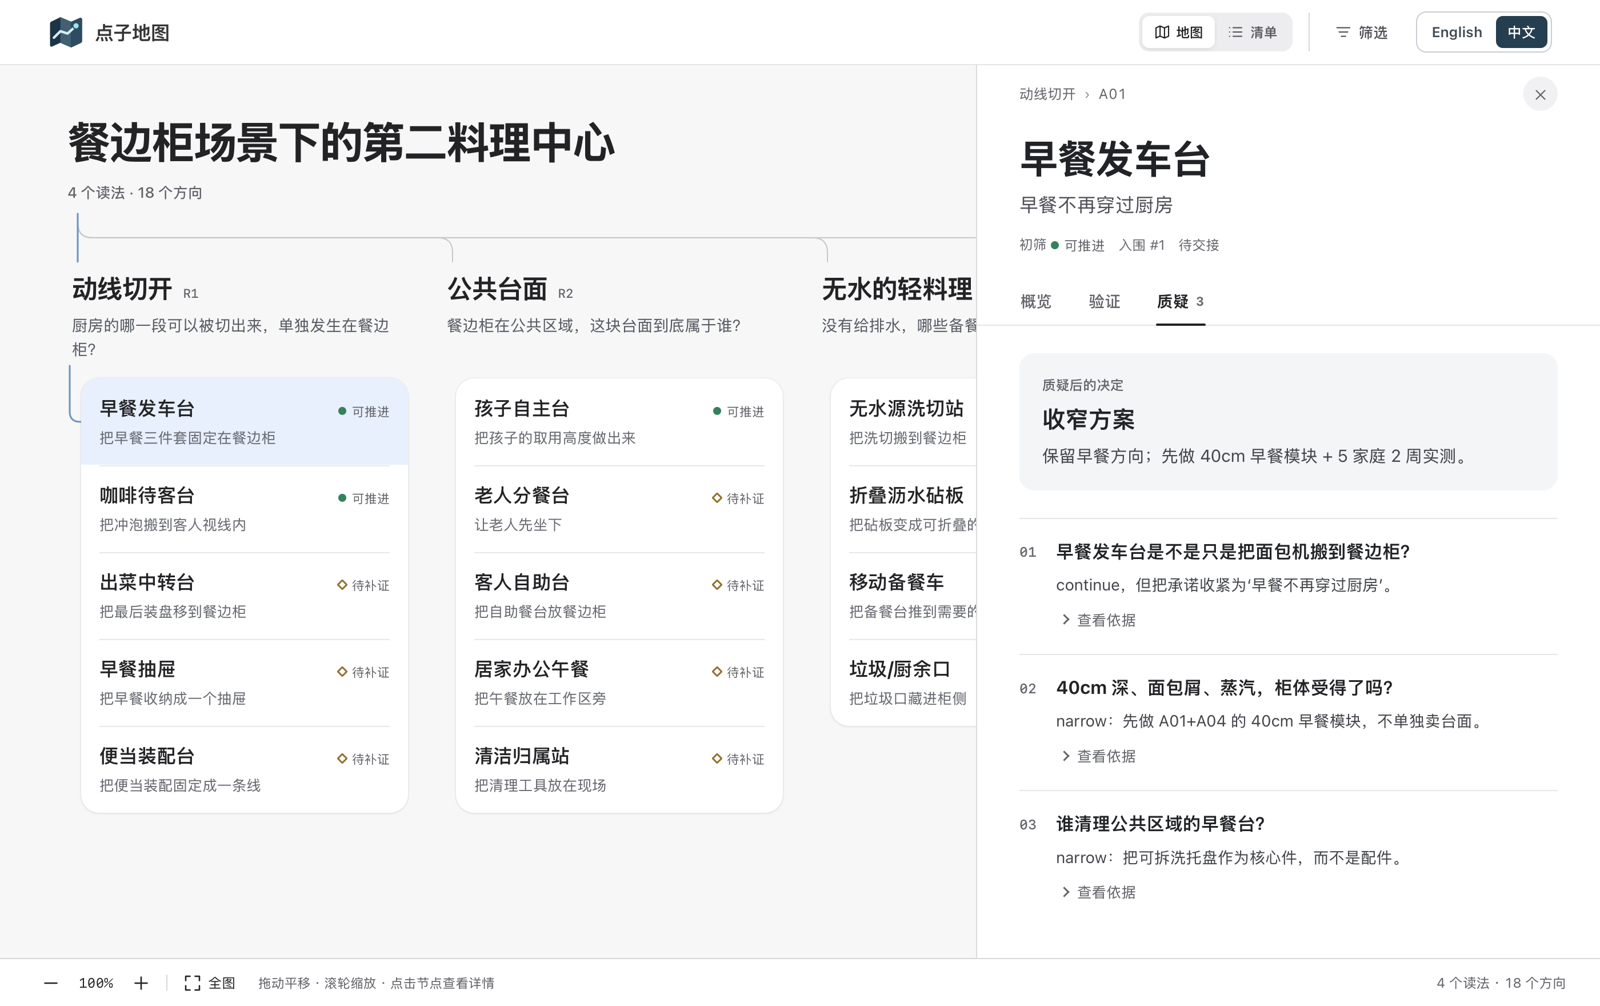 点子地图
地图
清单
筛选
English
中文
餐边柜场景下的第二料理中心
4 个读法 · 18 个方向
动线切开 R1
厨房的哪一段可以被切出来，单独发生在餐边
柜？
早餐发车台
可推进
把早餐三件套固定在餐边柜
咖啡待客台
可推进
把冲泡搬到客人视线内
出菜中转台
待补证
把最后装盘移到餐边柜
早餐抽屉
待补证
把早餐收纳成一个抽屉
便当装配台
待补证
把便当装配固定成一条线
公共台面 R2
餐边柜在公共区域，这块台面到底属于谁？
孩子自主台
可推进
把孩子的取用高度做出来
老人分餐台
待补证
让老人先坐下
客人自助台
待补证
把自助餐台放餐边柜
居家办公午餐
待补证
把午餐放在工作区旁
清洁归属站
待补证
把清理工具放在现场
无水的轻料理
没有给排水，哪些备餐
无水源洗切站
把洗切搬到餐边柜
折叠沥水砧板
把砧板变成可折叠的
移动备餐车
把备餐台推到需要的
垃圾/厨余口
把垃圾口藏进柜侧
动线切开 › A01
早餐发车台
早餐不再穿过厨房
初筛 可推进 入围 #1 待交接
概览
验证
质疑 3
质疑后的决定
收窄方案
保留早餐方向；先做 40cm 早餐模块 + 5 家庭 2 周实测。
01 早餐发车台是不是只是把面包机搬到餐边柜？
continue，但把承诺收紧为‘早餐不再穿过厨房’。
查看依据
02 40cm 深、面包屑、蒸汽，柜体受得了吗？
narrow：先做 A01+A04 的 40cm 早餐模块，不单独卖台面。
查看依据
03 谁清理公共区域的早餐台？
narrow：把可拆洗托盘作为核心件，而不是配件。
查看依据
100%
全图
拖动平移 · 滚轮缩放 · 点击节点查看详情
4 个读法 · 18 个方向